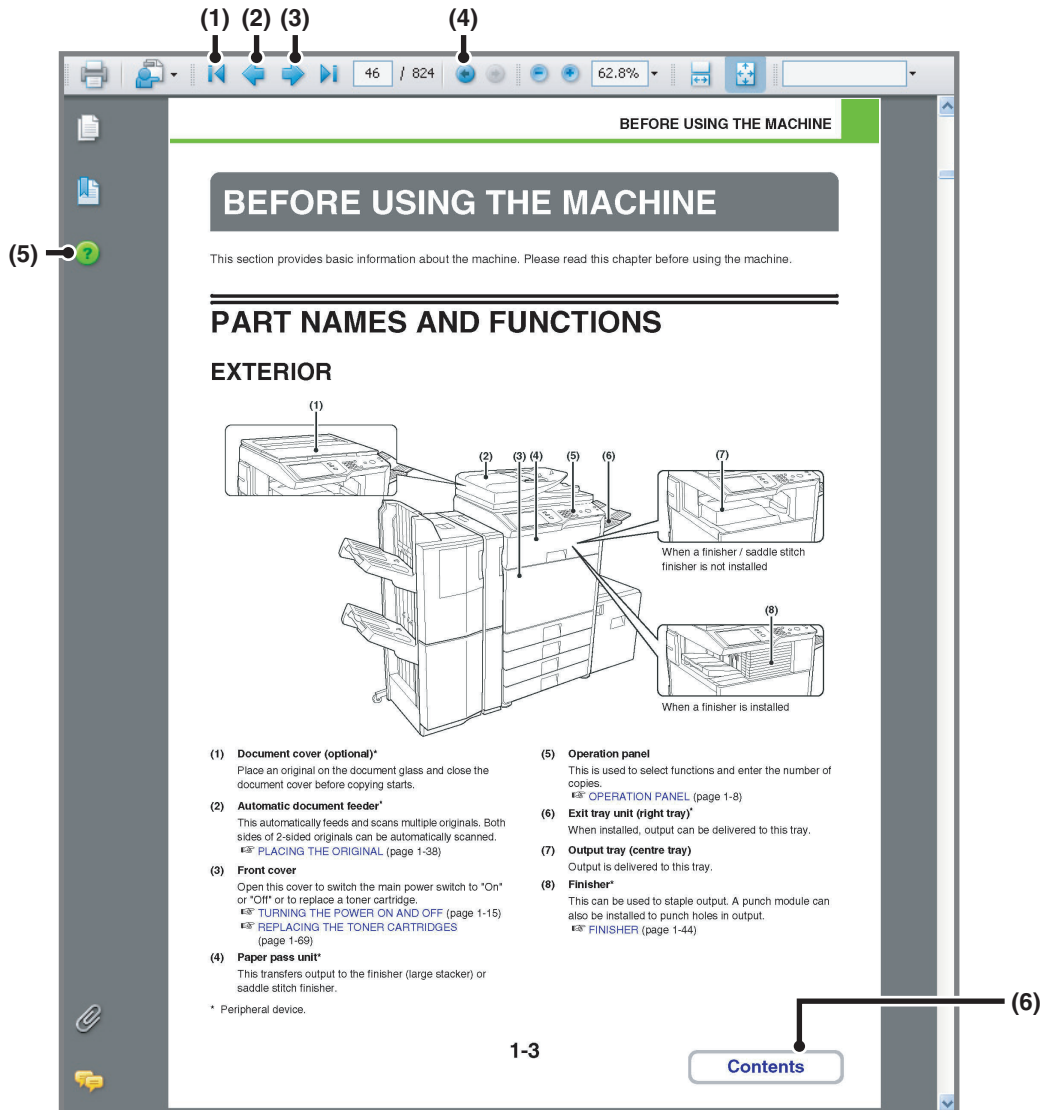 (1) (2) (3) (4)
46 / 824 62.8%
(5)
BEFORE USING THE MACHINE
BEFORE USING THE MACHINE
This section provides basic information about the machine. Please read this chapter before using the machine.
PART NAMES AND FUNCTIONS
EXTERIOR
(1)
(2) (3) (4) (5) (6)
(7)
When a finisher / saddle stitch
finisher is not installed
(8)
When a finisher is installed
(1) Document cover (optional)*
Place an original on the document glass and close the
document cover before copying starts.
(2) Automatic document feeder*
This automatically feeds and scans multiple originals. Both
sides of 2-sided originals can be automatically scanned.
☞ PLACING THE ORIGINAL (page 1-38)
(3) Front cover
Open this cover to switch the main power switch to "On"
or "Off" or to replace a toner cartridge.
☞ TURNING THE POWER ON AND OFF (page 1-15)
☞ REPLACING THE TONER CARTRIDGES
(page 1-69)
(4) Paper pass unit*
This transfers output to the finisher (large stacker) or
saddle stitch finisher.
* Peripheral device.
(5) Operation panel
This is used to select functions and enter the number of
copies.
☞ OPERATION PANEL (page 1-8)
(6) Exit tray unit (right tray)*
When installed, output can be delivered to this tray.
(7) Output tray (centre tray)
Output is delivered to this tray.
(8) Finisher*
This can be used to staple output. A punch module can
also be installed to punch holes in output.
☞ FINISHER (page 1-44)
(6)
1-3
Contents